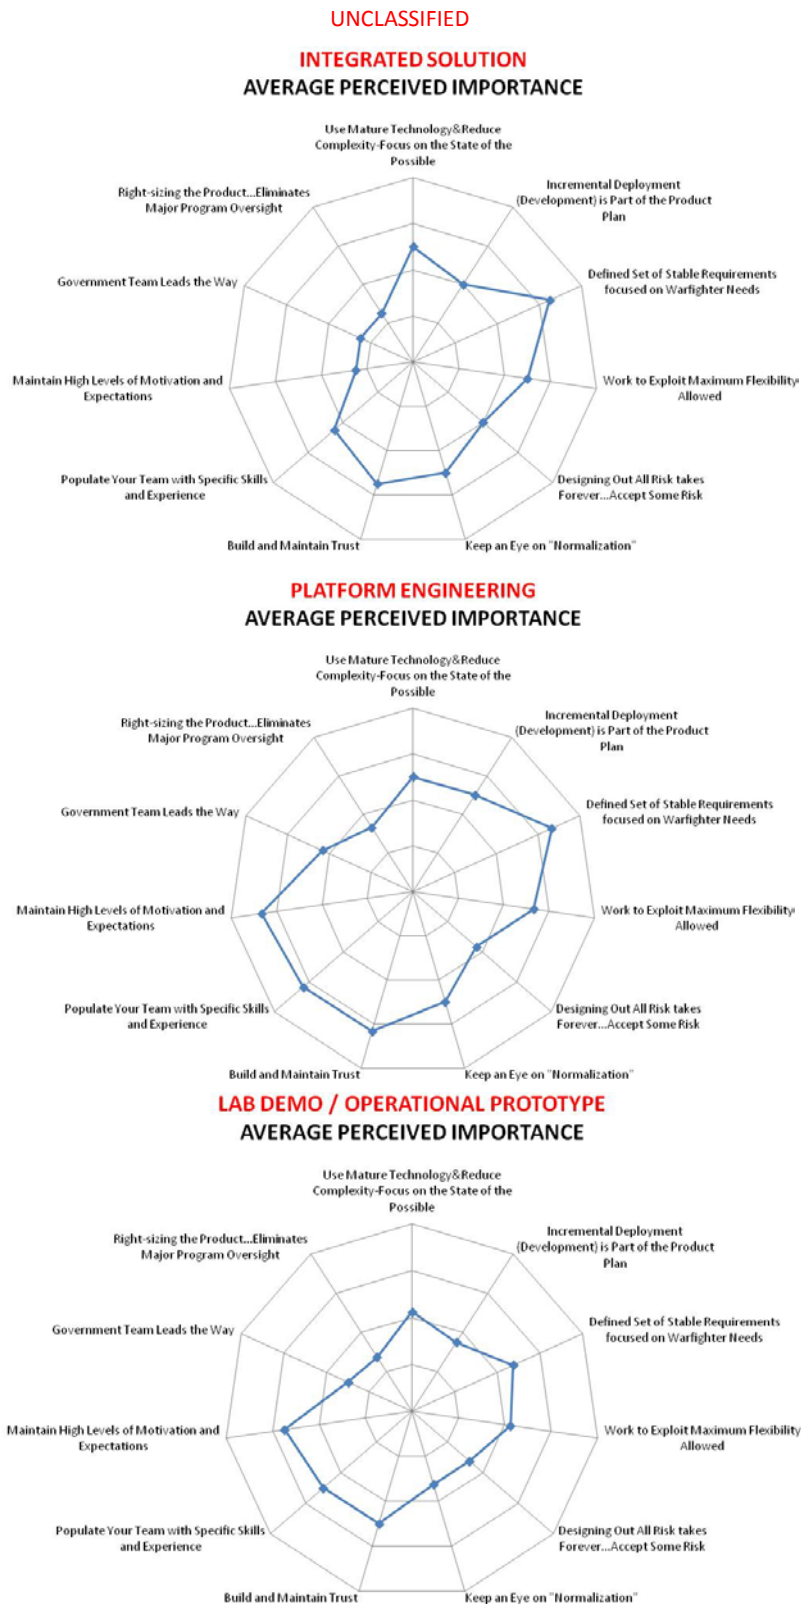 UNCLASSIFIED
INTEGRATED SOLUTION
AVERAGE PERCEIVED IMPORTANCE
Use Mature Technology&Reduce
Complexity-Focus on the State of the
Possible
Incremental Deployment
(Development) is Part of the Product
Plan
Defined Set of Stable Requirements
focused on Warfighter Needs
Work to Exploit Maximum Flexibility
Allowed
Designing Out All Risk takes
Forever...Accept Some Risk
Keep an Eye on "Normalization"
Build and Maintain Trust
Populate Your Team with Specific Skills
and Experience
Maintain High Levels of Motivation and
Expectations
Government Team Leads the Way
Right-sizing the Product...Eliminates
Major Program Oversight
PLATFORM ENGINEERING
AVERAGE PERCEIVED IMPORTANCE
Use Mature Technology&Reduce
Complexity-Focus on the State of the
Possible
Incremental Deployment
(Development) is Part of the Product
Plan
Defined Set of Stable Requirements
focused on Warfighter Needs
Work to Exploit Maximum Flexibility
Allowed
Designing Out All Risk takes
Forever...Accept Some Risk
Keep an Eye on "Normalization"
Build and Maintain Trust
Populate Your Team with Specific Skills
and Experience
Maintain High Levels of Motivation and
Expectations
Government Team Leads the Way
Right-sizing the Product...Eliminates
Major Program Oversight
LAB DEMO / OPERATIONAL PROTOTYPE
AVERAGE PERCEIVED IMPORTANCE
Use Mature Technology&Reduce
Complexity-Focus on the State of the
Possible
Incremental Deployment
(Development) is Part of the Product
Plan
Defined Set of Stable Requirements
focused on Warfighter Needs
Work to Exploit Maximum Flexibility
Allowed
Designing Out All Risk takes
Forever...Accept Some Risk
Keep an Eye on "Normalization"
Build and Maintain Trust
Populate Your Team with Specific Skills
and Experience
Maintain High Levels of Motivation and
Expectations
Government Team Leads the Way
Right-sizing the Product...Eliminates
Major Program Oversight